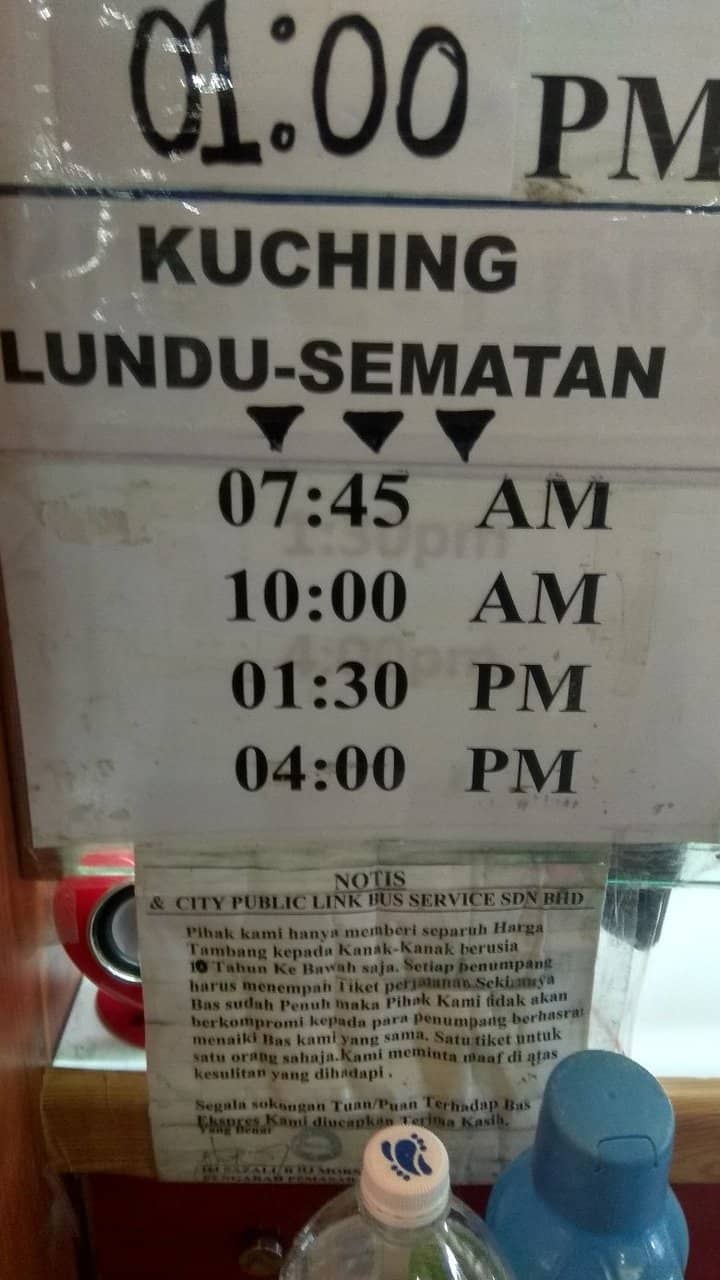 01:00 PM
KUCHING
LUNDU-SEMATAN
07:45 AM
10:00 AM
01:30 PM
04:00 PM
NOTIS
& CITY PUBLIC LINK BUS SERVICE SDN BHD
Pihak kami hanya memberi separuh Harga
Tambang kepada Kanak-Kanak berusia
10 Tahun Ke Bawah saja. Setiap penumpang
harus menempah Tiket perjalanan.Sekiranya
Bas sudah Penuh maka Pihak Kami tidak akan
berkompromi kepada para penumpang berhasrat
menaiki Bas kami yang sama. Satu tiket untuk
satu orang sahaja.Kami meminta maaf di atas
kesulitan yang dihadapi .
Segala sokongan Tuan/Puan Terhadap Bas
Ekspres Kami diucapkan Terima Kasih.
Yang Benar